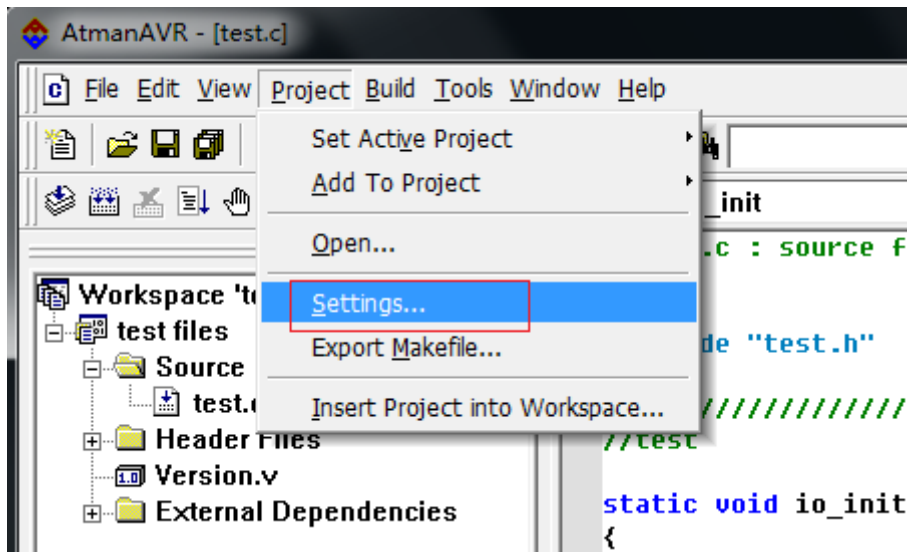 AtmanAVR - [test.c]
File Edit View Project Build Tools Window Help
Set Active Project
Add To Project
_init
Open...
.c : source f
Workspace 't
Settings...
test files
de "test.h"
Export Makefile...
Source
test.
Insert Project into Workspace...
/////////////
Header Files
//test
Version.v
static void io_init
External Dependencies
{